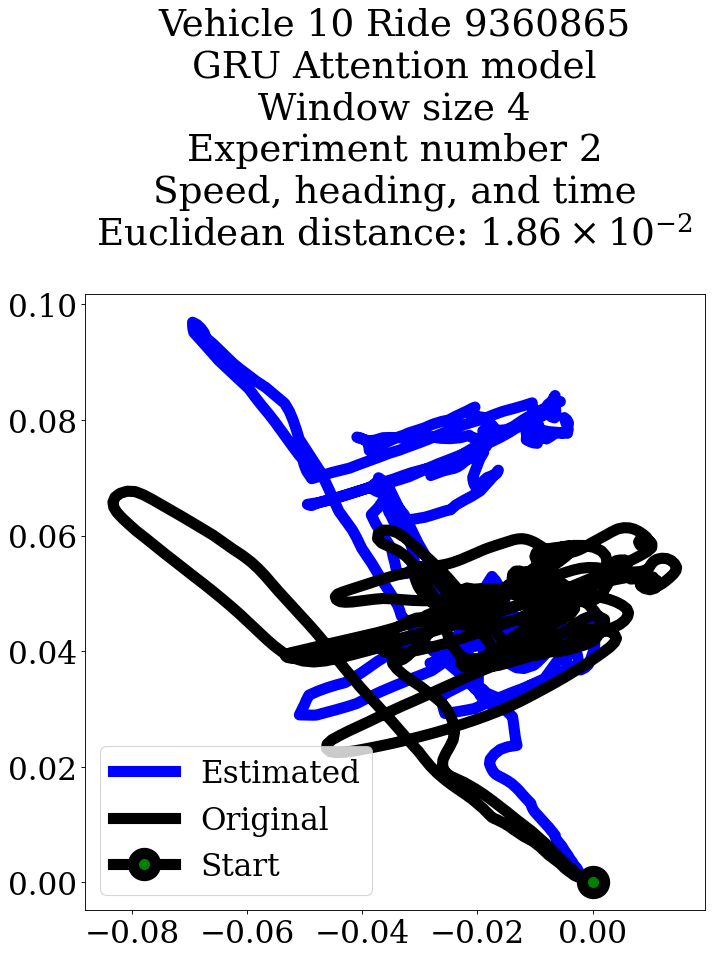 Vehicle 10 Ride 9360865
GRU Attention model
Window size 4
Experiment number 2
Speed, heading, and time
Euclidean distance: 1.86 × 10⁻²
0.10
0.08
0.06
0.04
0.02
0.00
Estimated
Original
Start
−0.08 −0.06 −0.04 −0.02 0.00